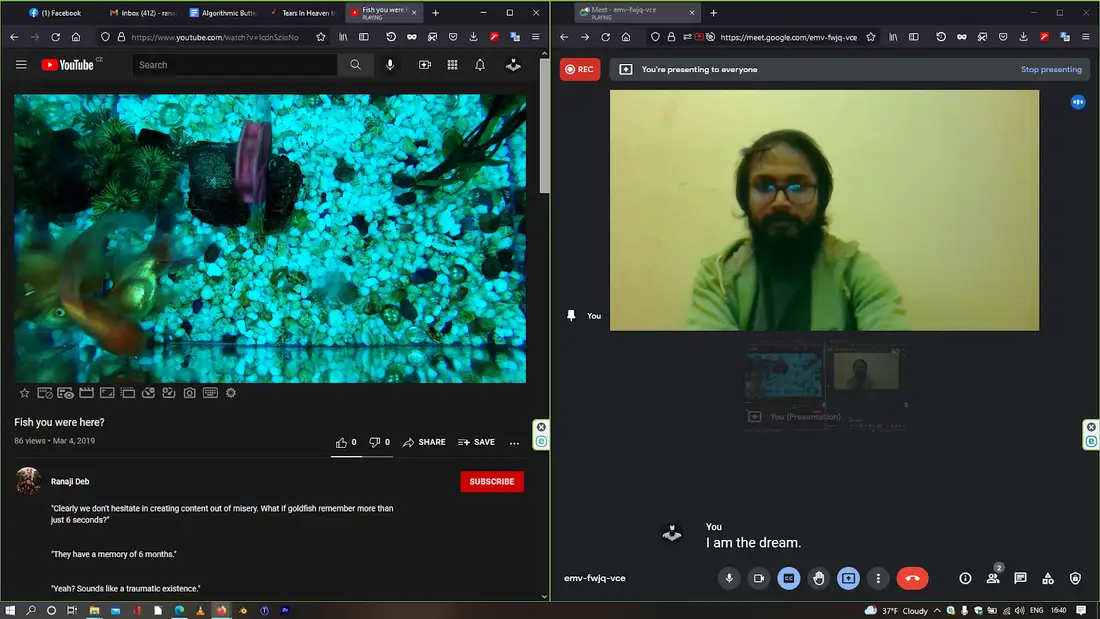 Facebook
Inbox (412) - rana
Algorithmic Butt
Tears In Heaven b
Fish you were h
PLAYING
https://www.youtube.com/watch?v=
YouTube CZ
Search
Fish you were here?
86 views • Mar 4, 2019
0
0
SHARE
SAVE
Ranaji Deb
SUBSCRIBE
"Clearly we don't hesitate in creating content out of misery. What if goldfish remember more than
just 6 seconds?"
"They have a memory of 6 months."
"Yeah? Sounds like a traumatic existence."
Meet - emv-fwjq-vce
PLAYING
https://meet.google.com/emv-fwjq-vce
REC
You're presenting to everyone
Stop presenting
You
You (Presentation)
You
I am the dream.
emv-fwjq-vce
2
37°F Cloudy
ENG
16:40